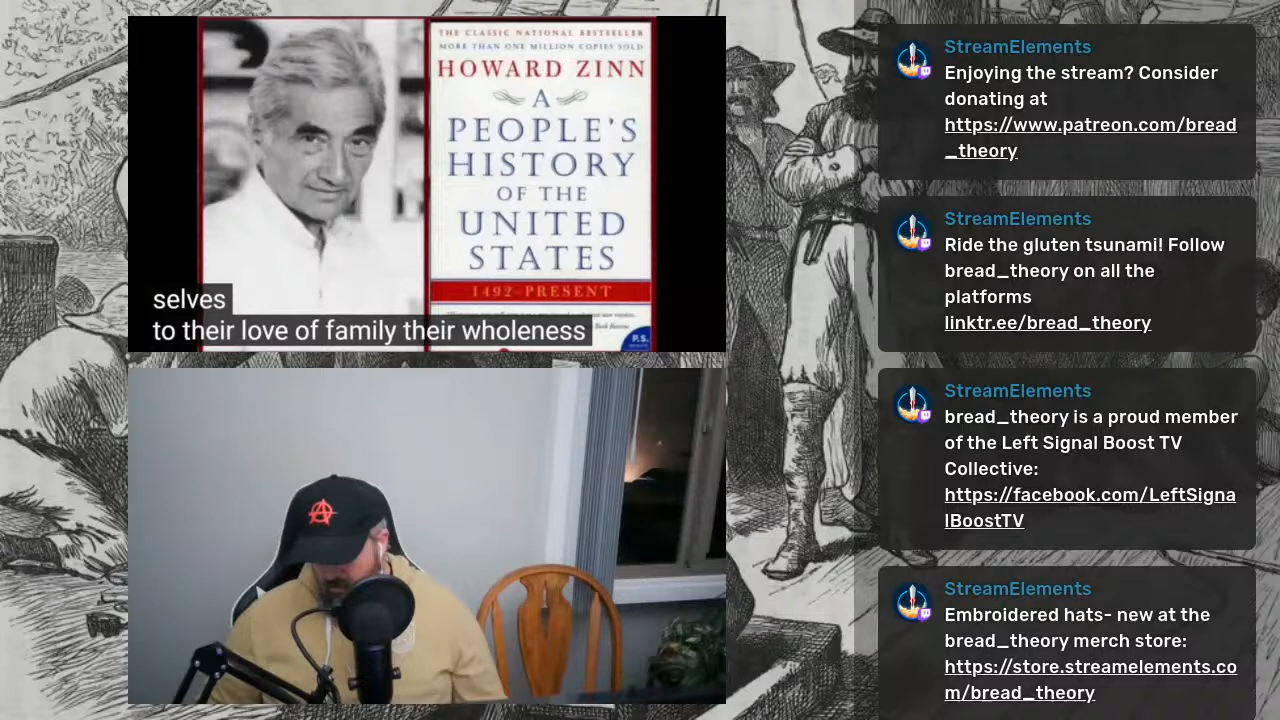 THE CLASSIC NATIONAL BESTSELLER
MORE THAN ONE MILLION COPIES SOLD
HOWARD ZINN
A
PEOPLE'S
HISTORY
OF THE
UNITED
STATES
1492-PRESENT
Book Review
P.S.
selves
to their love of family their wholeness
StreamElements
Enjoying the stream? Consider
donating at
https://www.patreon.com/bread
_theory
StreamElements
Ride the gluten tsunami! Follow
bread_theory on all the
platforms
linktr.ee/bread_theory
StreamElements
bread_theory is a proud member
of the Left Signal Boost TV
Collective:
https://facebook.com/LeftSigna
lBoostTV
StreamElements
Embroidered hats- new at the
bread_theory merch store:
https://store.streamelements.co
m/bread_theory